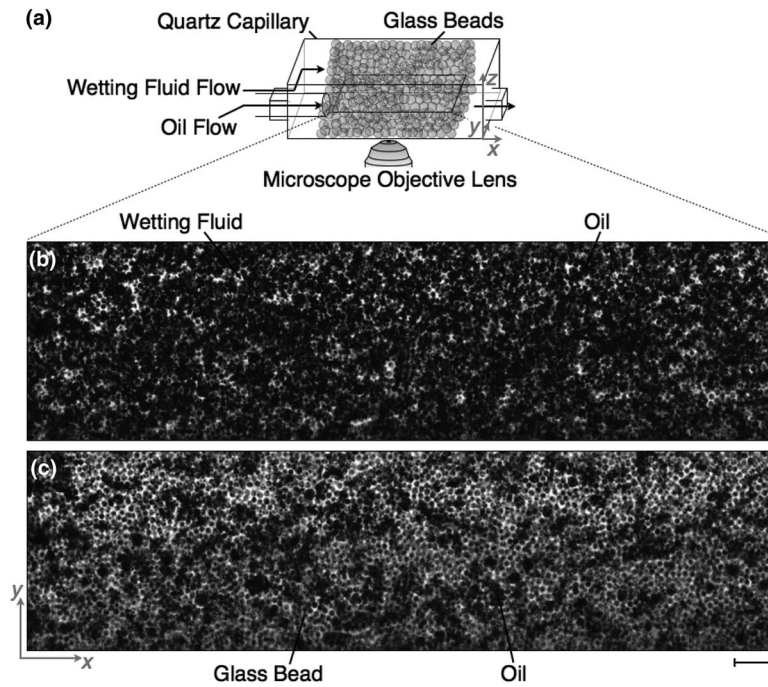 (a)
Quartz Capillary
Glass Beads
Wetting Fluid Flow
Oil Flow
z
y
x
Microscope Objective Lens
Wetting Fluid
Oil
(b)
(c)
y
x
Glass Bead
Oil